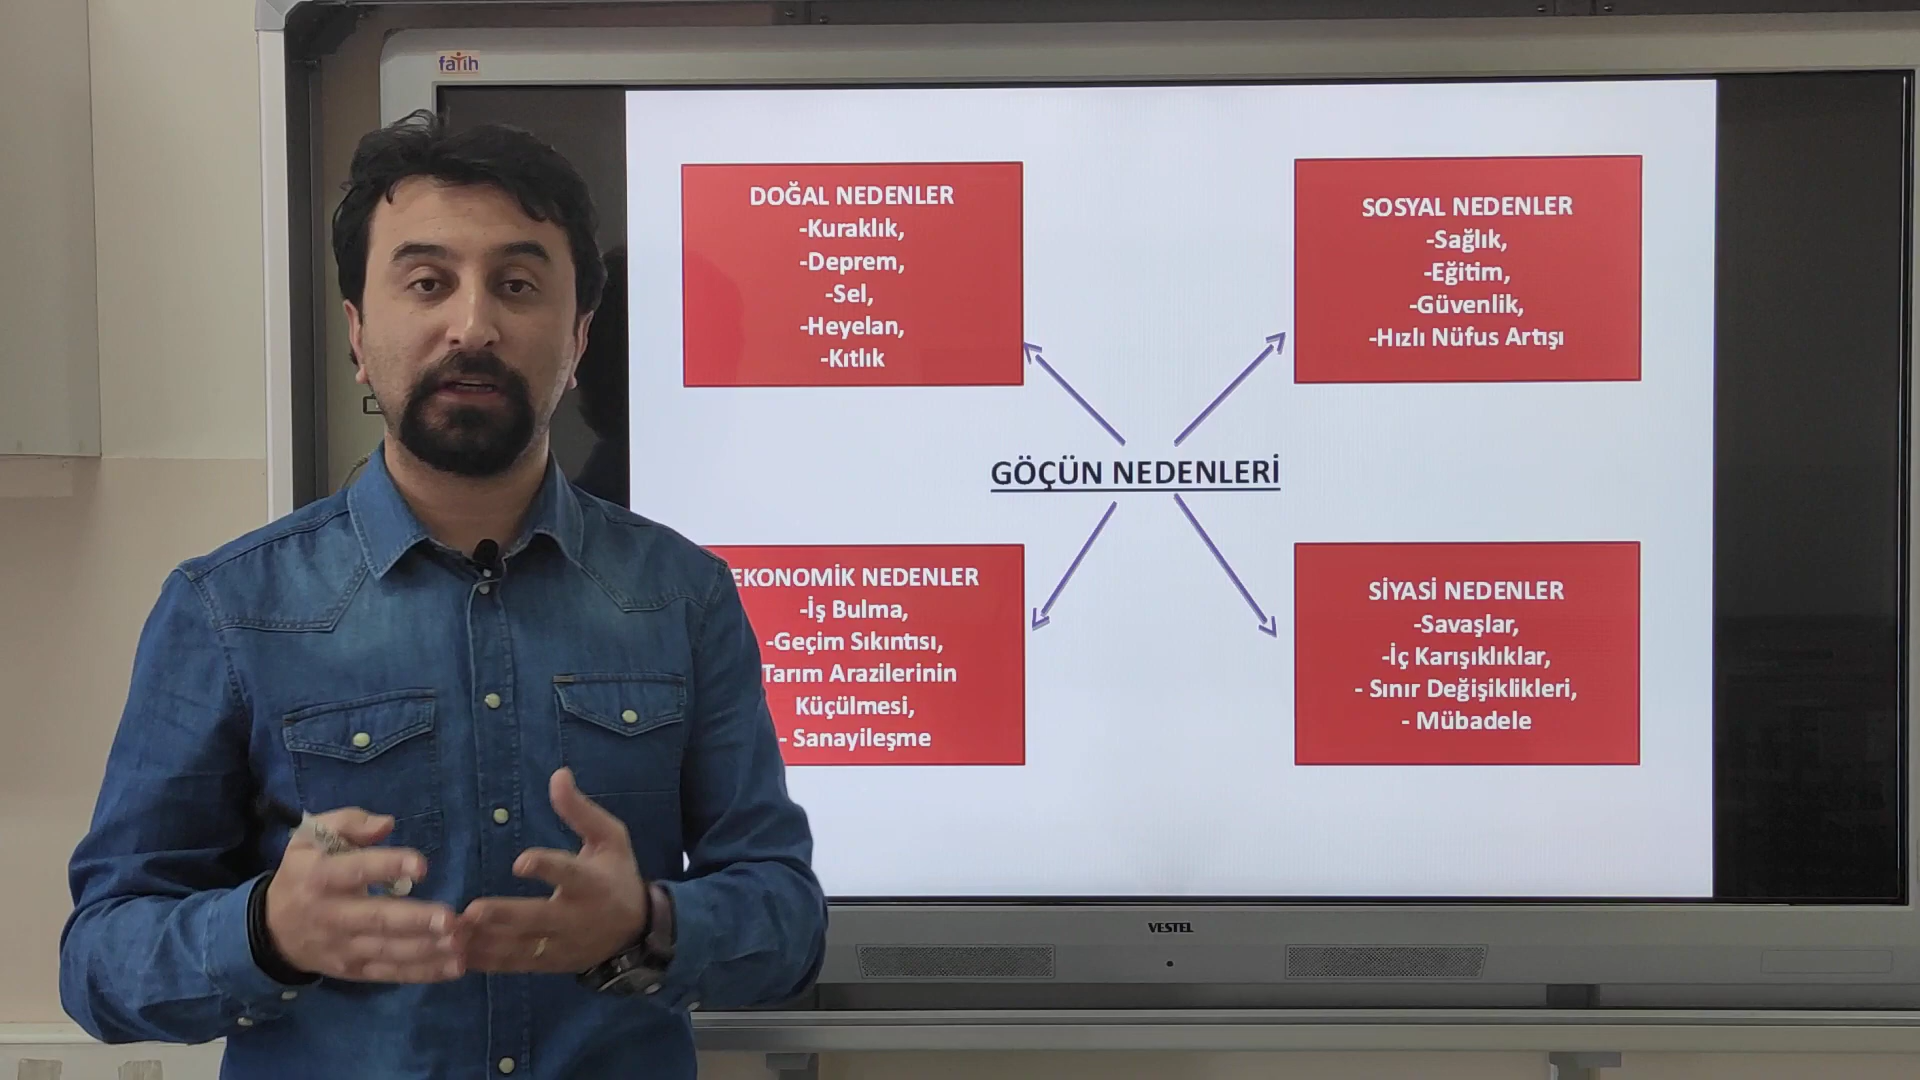 fatih
DOĞAL NEDENLER
-Kuraklık,
-Deprem,
-Sel,
-Heyelan,
-Kıtlık
SOSYAL NEDENLER
-Sağlık,
-Eğitim,
-Güvenlik,
-Hızlı Nüfus Artışı
GÖÇÜN NEDENLERİ
EKONOMİK NEDENLER
-İş Bulma,
-Geçim Sıkıntısı,
Tarım Arazilerinin
Küçülmesi,
- Sanayileşme
SİYASİ NEDENLER
-Savaşlar,
-İç Karışıklıklar,
- Sınır Değişiklikleri,
- Mübadele
VESTEL